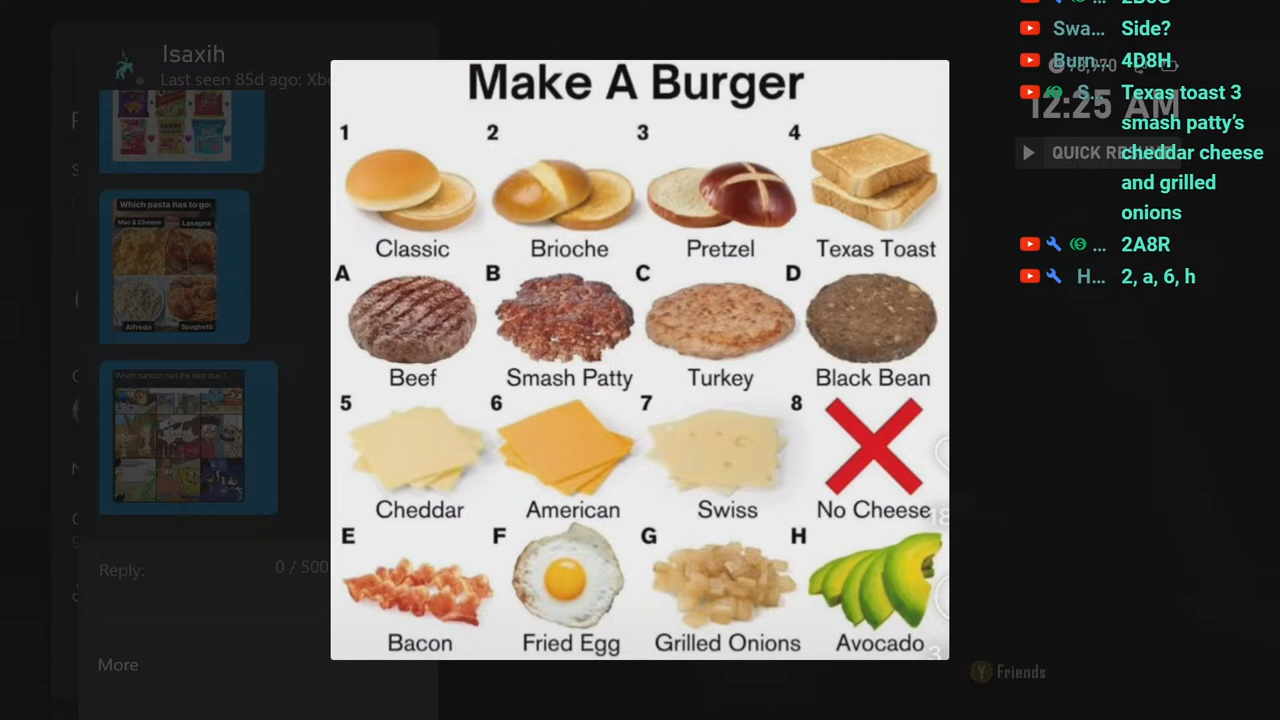 Isaxih
Last seen 85d ago: Xbo
Which pasta has to go:
Mac & Cheese
Lasagna
Alfredo
Spaghetti
Which cartoon had the best duo?
Reply:
0 / 500
More
Make A Burger
1
2
3
4
Classic
Brioche
Pretzel
Texas Toast
A
B
C
D
Beef
Smash Patty
Turkey
Black Bean
5
6
7
8
Cheddar
American
Swiss
No Cheese
E
F
G
H
Bacon
Fried Egg
Grilled Onions
Avocado
Swa... Side?
Burn... 4D8H
S... Texas toast 3
smash patty’s
cheddar cheese
and grilled
onions
... 2A8R
H... 2, a, 6, h
12:25 AM
Friends